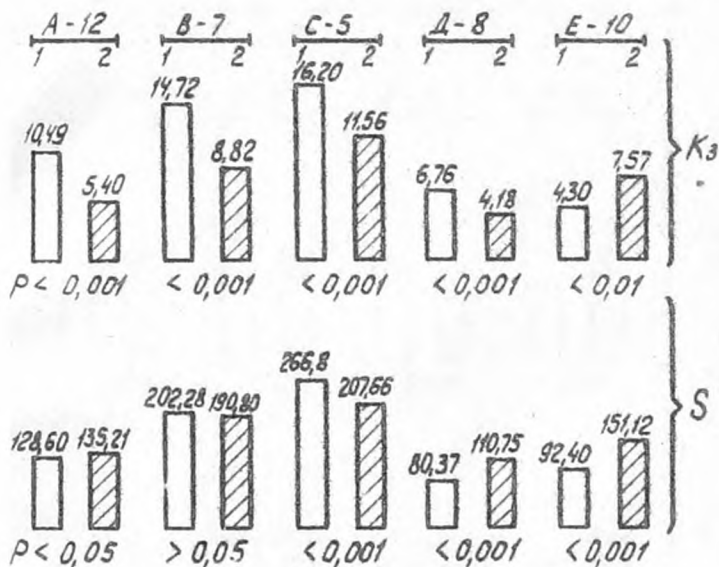 А-12 В-7 С-5 Д-8 Е-10
1 2 1 2 1 2 1 2 1 2
10,49 5,40 14,72 8,82 16,20 11,56 6,76 4,18 4,30 7,57
Кз
Р < 0,001 < 0,001 < 0,001 < 0,001 < 0,01
128,60 135,21 202,28 190,80 266,8 207,66 80,37 110,75 92,40 151,12
S
Р < 0,05 > 0,05 < 0,001 < 0,001 < 0,001